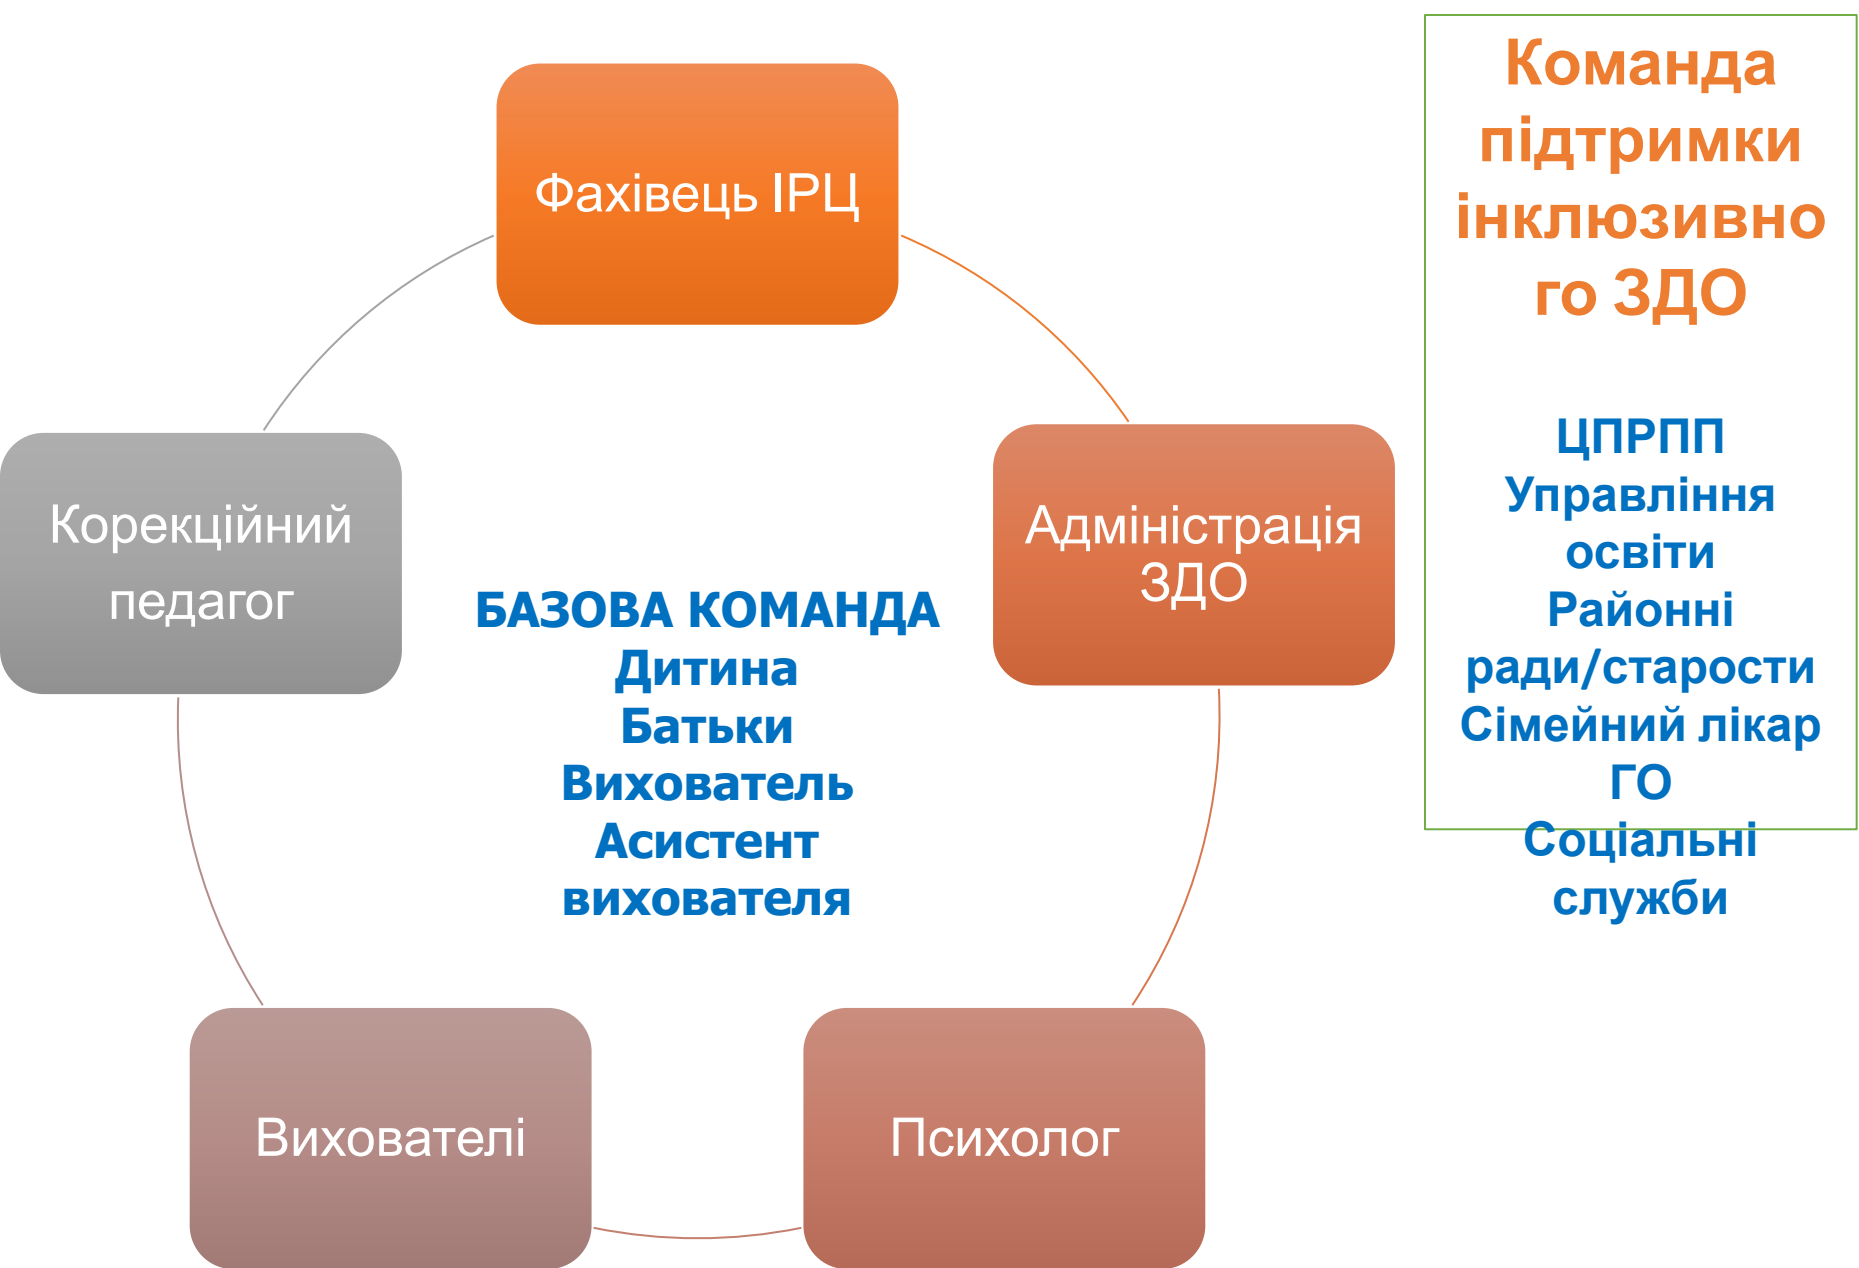 Фахівець ІРЦ
Адміністрація
ЗДО
Психолог
Вихователі
Корекційний
педагог
БАЗОВА КОМАНДА
Дитина
Батьки
Вихователь
Асистент
вихователя
Команда
підтримки
інклюзивно
го ЗДО
ЦПРПП
Управління
освіти
Районні
ради/старости
Сімейний лікар
ГО
Соціальні
служби